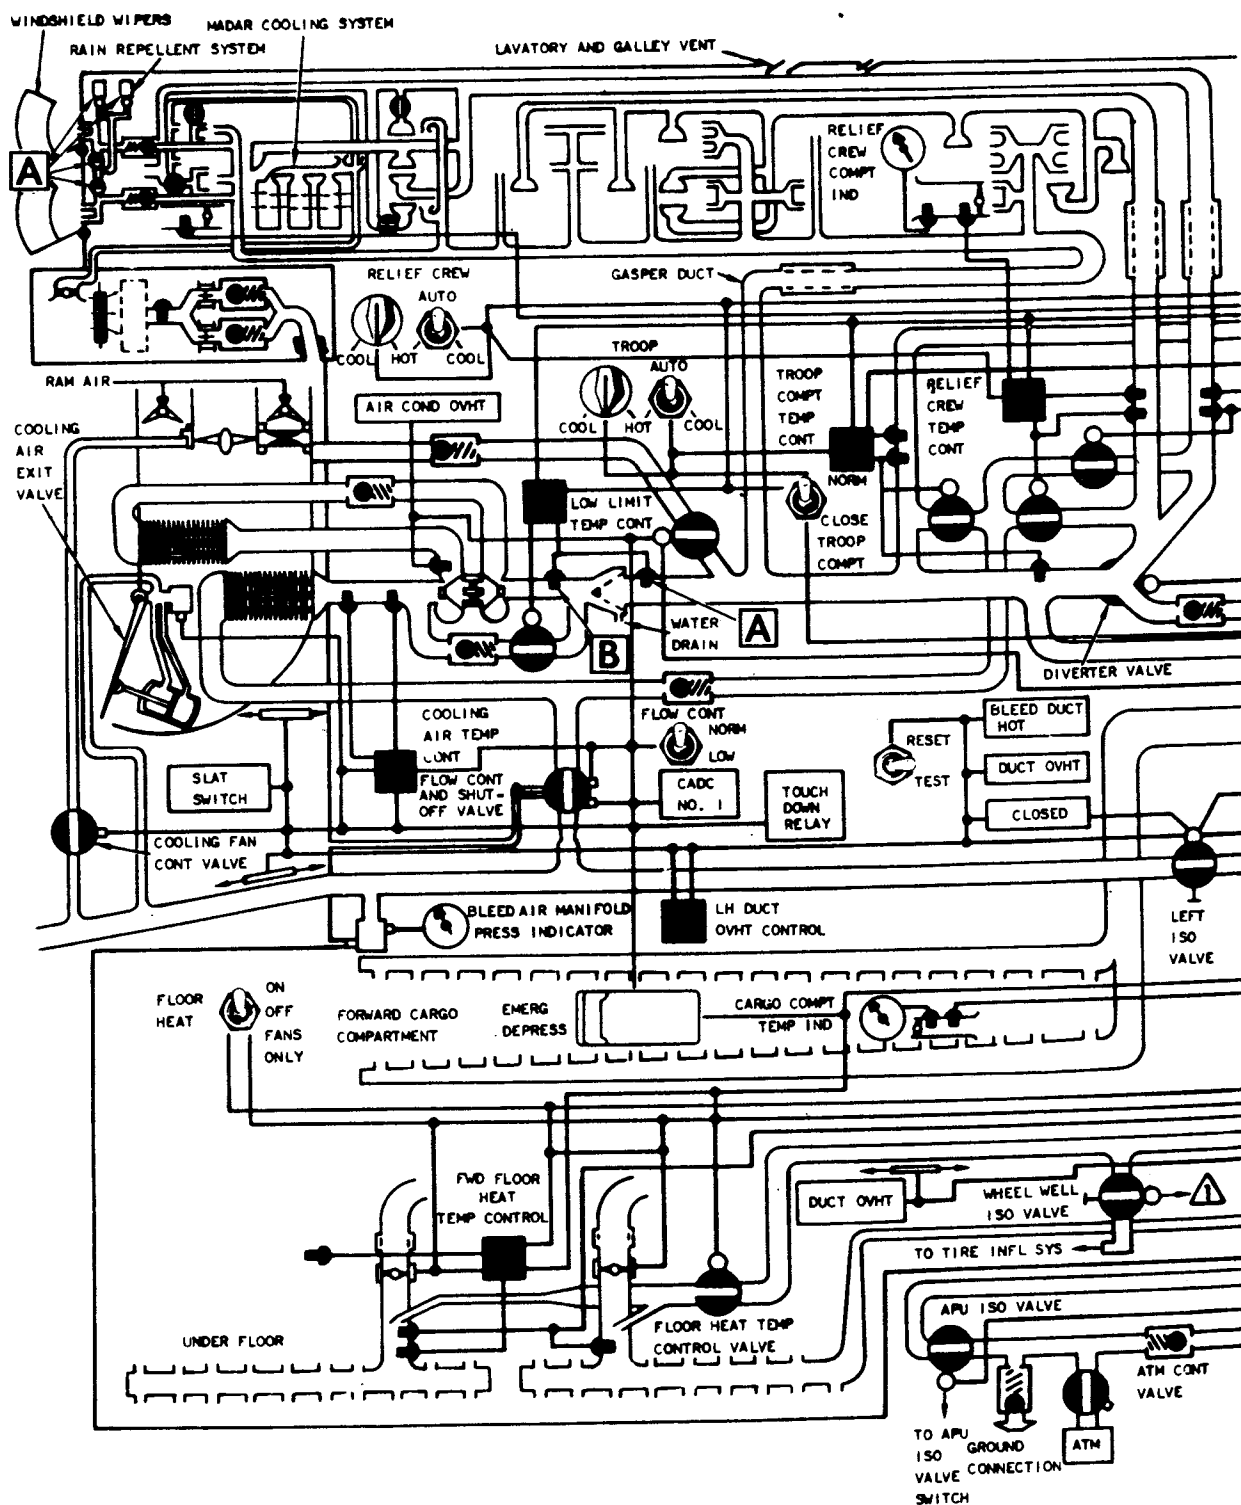 WINDSHIELD WIPERS
MADAR COOLING SYSTEM
RAIN REPELLENT SYSTEM
LAVATORY AND GALLEY VENT
A
RELIEF
CREW
COMPT
IND
RELIEF CREW
AUTO
COOL
HOT
COOL
GASPER DUCT
TROOP
AUTO
COOL
HOT
COOL
TROOP
COMPT
TEMP
CONT
RELIEF
CREW
TEMP
CONT
RAM AIR
AIR COND OVHT
COOLING
AIR
EXIT
VALVE
LOW LIMIT
TEMP CONT
NORM
CLOSE
TROOP
COMPT
WATER
DRAIN
A
B
DIVERTER VALVE
COOLING
AIR TEMP
CONT
FLOW CONT
NORM
LOW
BLEED DUCT
HOT
RESET
TEST
DUCT OVHT
CLOSED
SLAT
SWITCH
FLOW CONT
AND SHUT-
OFF VALVE
CADC
NO. 1
TOUCH
DOWN
RELAY
COOLING FAN
CONT VALVE
BLEED AIR MANIFOLD
PRESS INDICATOR
LH DUCT
OVHT CONTROL
LEFT
ISO
VALVE
FLOOR
HEAT
ON
OFF
FANS
ONLY
FORWARD CARGO
COMPARTMENT
EMERG
DEPRESS
CARGO COMPT
TEMP IND
FWD FLOOR
HEAT
TEMP CONTROL
DUCT OVHT
WHEEL WELL
ISO VALVE
1
TO TIRE INFL SYS
UNDER FLOOR
FLOOR HEAT TEMP
CONTROL VALVE
APU ISO VALVE
ATM CONT
VALVE
TO APU
ISO
VALVE
SWITCH
GROUND
CONNECTION
ATM